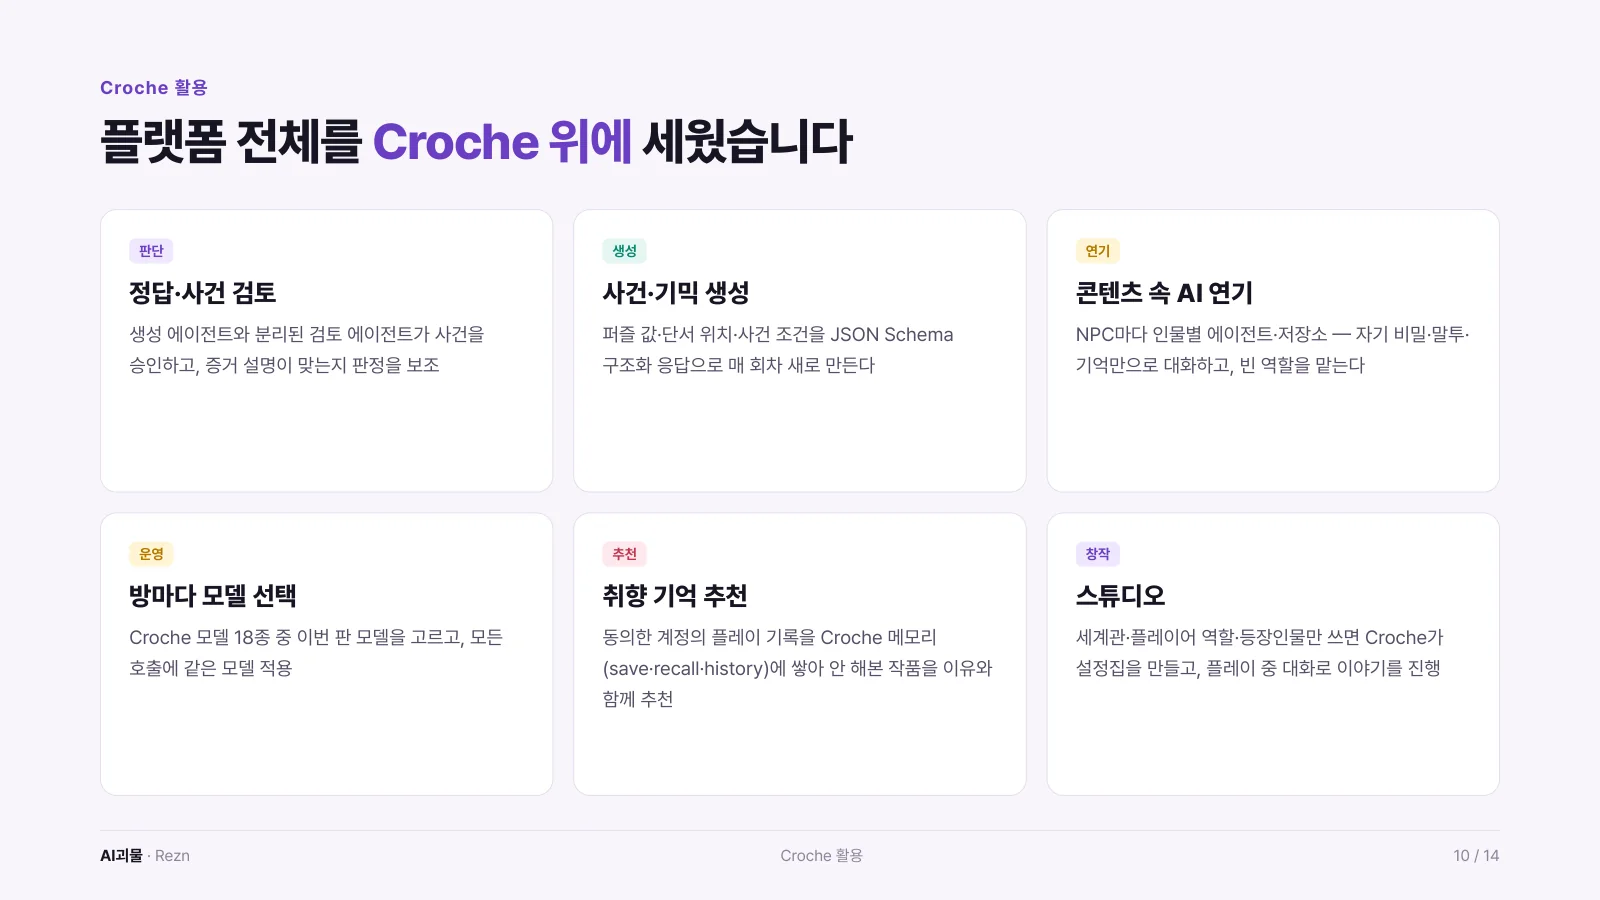 Croche 활용
플랫폼 전체를 Croche 위에 세웠습니다
판단
정답·사건 검토
생성 에이전트와 분리된 검토 에이전트가 사건을
승인하고, 증거 설명이 맞는지 판정을 보조
생성
사건·기믹 생성
퍼즐 값·단서 위치·사건 조건을 JSON Schema
구조화 응답으로 매 회차 새로 만든다
연기
콘텐츠 속 AI 연기
NPC마다 인물별 에이전트·저장소 — 자기 비밀·말투·
기억만으로 대화하고, 빈 역할을 맡는다
운영
방마다 모델 선택
Croche 모델 18종 중 이번 판 모델을 고르고, 모든
호출에 같은 모델 적용
추천
취향 기억 추천
동의한 계정의 플레이 기록을 Croche 메모리
(save·recall·history)에 쌓아 안 해본 작품을 이유와
함께 추천
창작
스튜디오
세계관·플레이어 역할·등장인물만 쓰면 Croche가
설정집을 만들고, 플레이 중 대화로 이야기를 진행
AI괴물 · Rezn
Croche 활용
10 / 14